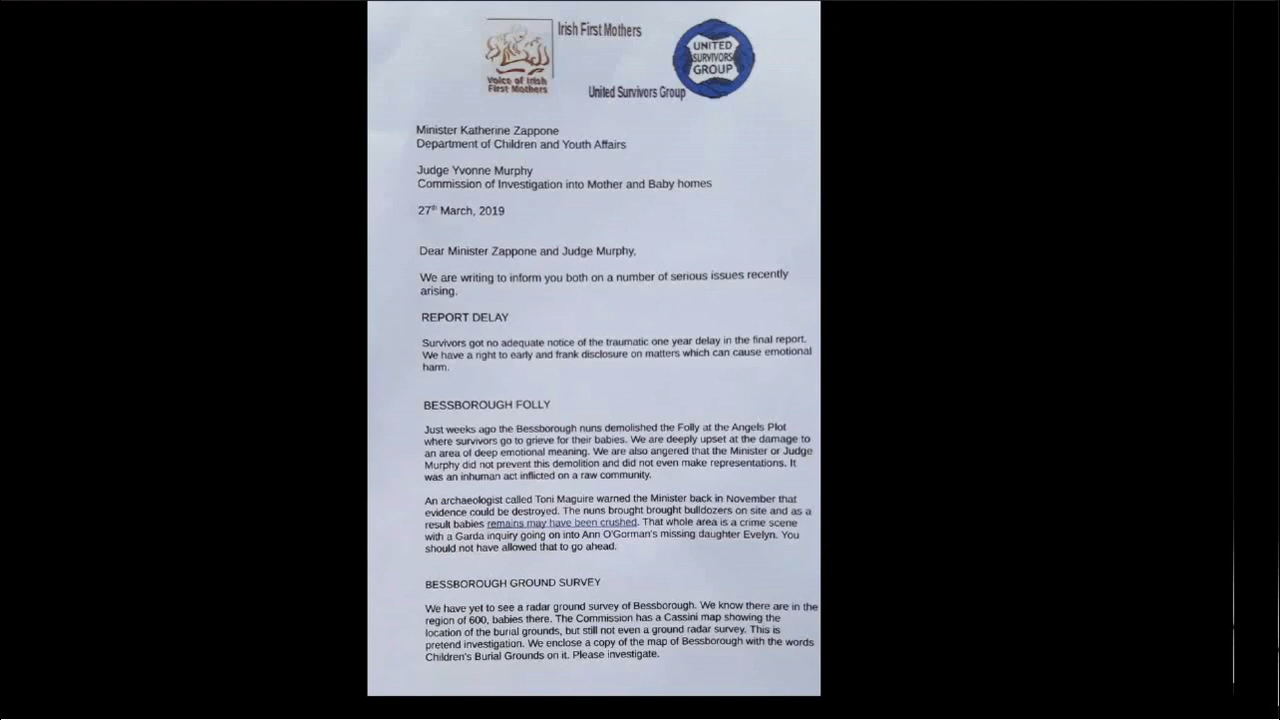 Irish First Mothers
Voice of Irish
First Mothers
UNITED
SURVIVORS
GROUP
United Survivors Group
Minister Katherine Zappone
Department of Children and Youth Affairs
Judge Yvonne Murphy
Commission of Investigation into Mother and Baby homes
27th March, 2019
Dear Minister Zappone and Judge Murphy,
We are writing to inform you both on a number of serious issues recently
arising.
REPORT DELAY
Survivors got no adequate notice of the traumatic one year delay in the final report.
We have a right to early and frank disclosure on matters which can cause emotional
harm.
BESSBOROUGH FOLLY
Just weeks ago the Bessborough nuns demolished the Folly at the Angels Plot
where survivors go to grieve for their babies. We are deeply upset at the damage to
an area of deep emotional meaning. We are also angered that the Minister or Judge
Murphy did not prevent this demolition and did not even make representations. It
was an inhuman act inflicted on a raw community.
An archaeologist called Toni Maguire warned the Minister back in November that
evidence could be destroyed. The nuns brought brought bulldozers on site and as a
result babies remains may have been crushed. That whole area is a crime scene
with a Garda inquiry going on into Ann O'Gorman's missing daughter Evelyn. You
should not have allowed that to go ahead.
BESSBOROUGH GROUND SURVEY
We have yet to see a radar ground survey of Bessborough. We know there are in the
region of 600, babies there. The Commission has a Cassini map showing the
location of the burial grounds, but still not even a ground radar survey. This is
pretend investigation. We enclose a copy of the map of Bessborough with the words
Children's Burial Grounds on it. Please investigate.